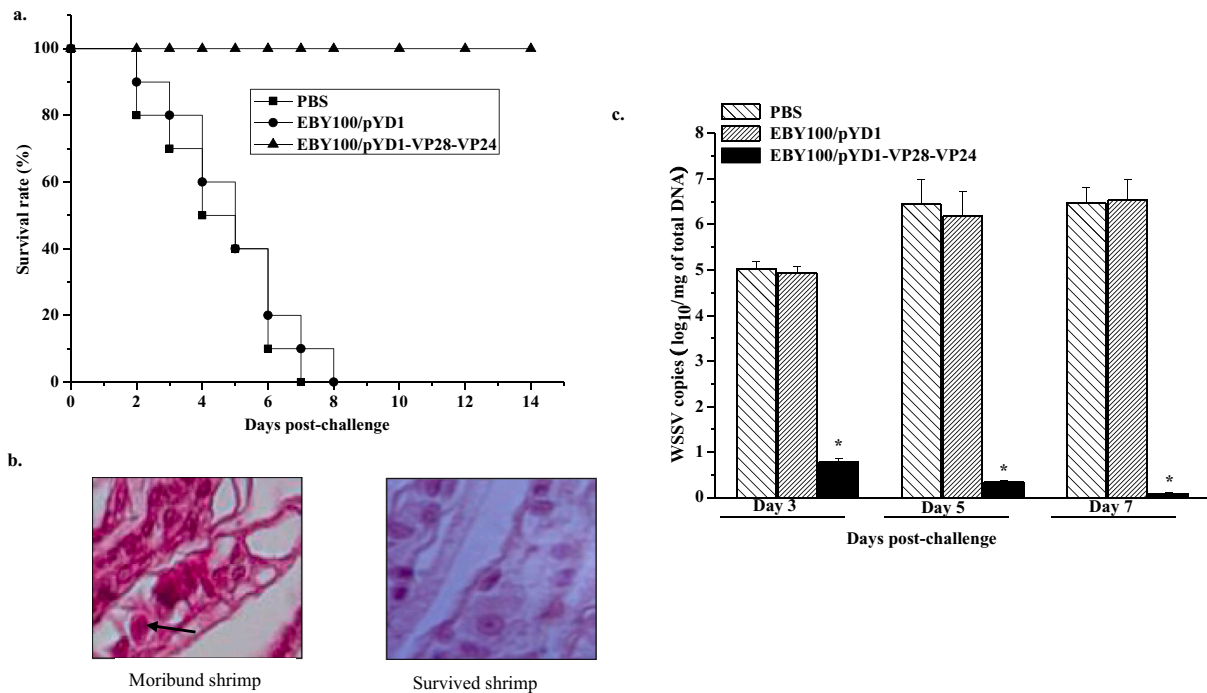 a.
100
80
60
40
20
0
Survival rate (%)
PBS
EBY100/pYD1
EBY100/pYD1-VP28-VP24
0 2 4 6 8 10 12 14
Days post-challenge
b.
Moribund shrimp
Survived shrimp
c.
PBS
EBY100/pYD1
EBY100/pYD1-VP28-VP24
8
7
6
5
4
3
2
1
0
WSSV copies (log10/mg of total DNA)
*
*
*
Day 3 Day 5 Day 7
Days post-challenge